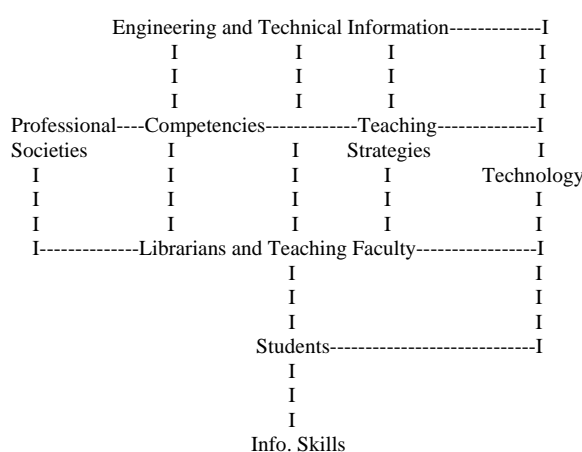 Engineering and Technical Information-------------I
I I I I
I I I I
I I I I
Professional----Competencies-------------Teaching--------------I
Societies I I Strategies I
I I I I Technology
I I I I I
I I I I I
I--------------Librarians and Teaching Faculty-----------------I
I I
I I
I I
Students-----------------------------I
I
I
I
Info. Skills